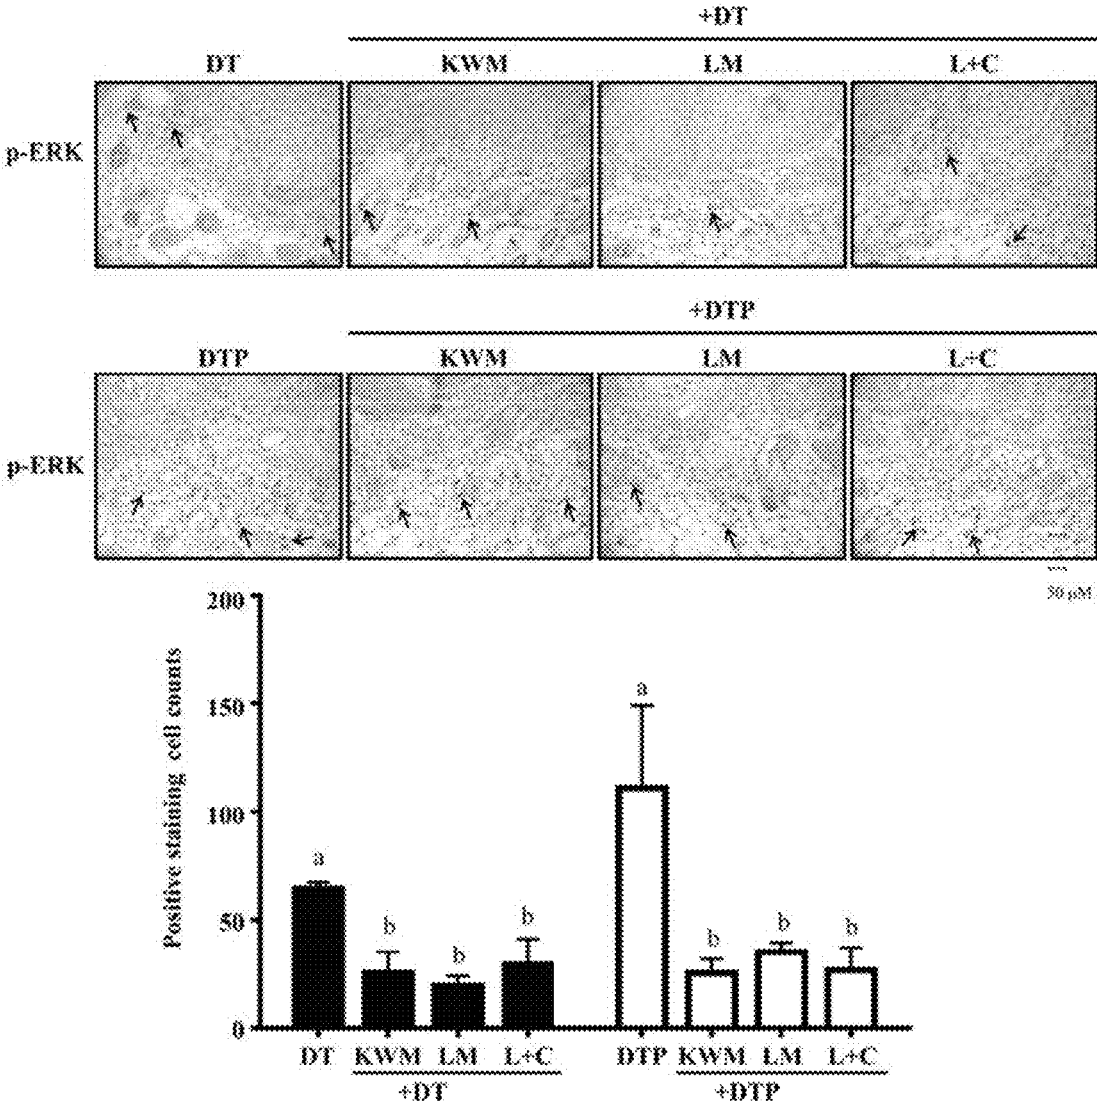 +DT
DT KWM LM L+C
p-ERK
+DTP
DTP KWM LM L+C
p-ERK
50 μM
Positive staining cell counts
200
150
100
50
0
a
b
b
b
a
b
b
b
DT KWM LM L+C DTP KWM LM L+C
+DT +DTP